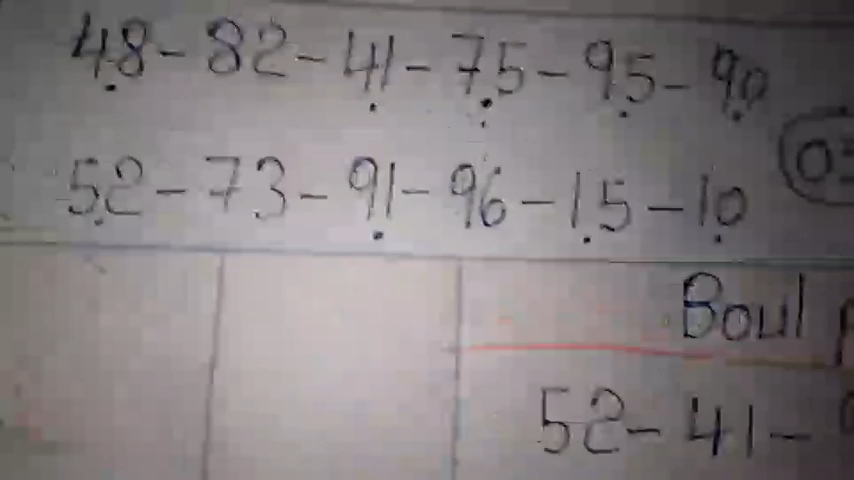 48 - 82 - 41 - 75 - 95 - 90
52 - 73 - 91 - 96 - 15 - 10
Boul
52 - 41 -